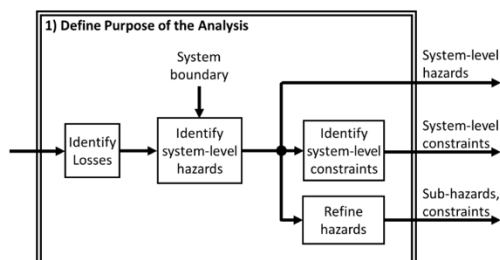 1) Define Purpose of the Analysis
System
boundary
System-level
hazards
Identify
Losses
Identify
system-level
hazards
Identify
system-level
constraints
System-level
constraints
Refine
hazards
Sub-hazards,
constraints